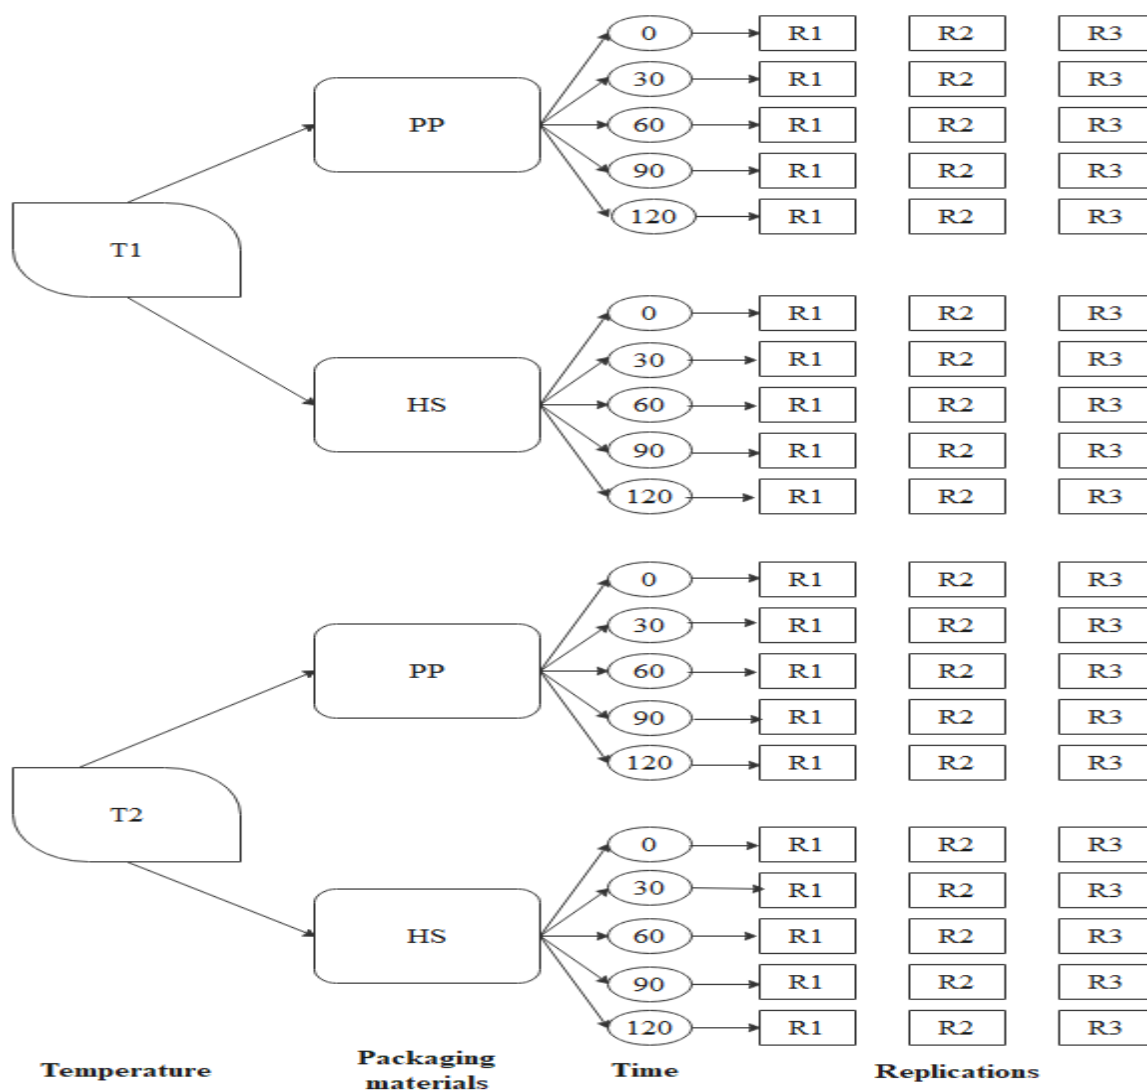 0 R1 R2 R3
30 R1 R2 R3
PP 60 R1 R2 R3
90 R1 R2 R3
120 R1 R2 R3
T1
0 R1 R2 R3
30 R1 R2 R3
HS 60 R1 R2 R3
90 R1 R2 R3
120 R1 R2 R3
0 R1 R2 R3
30 R1 R2 R3
PP 60 R1 R2 R3
90 R1 R2 R3
120 R1 R2 R3
T2
0 R1 R2 R3
30 R1 R2 R3
HS 60 R1 R2 R3
90 R1 R2 R3
120 R1 R2 R3
Temperature
Packaging
materials
Time
Replications